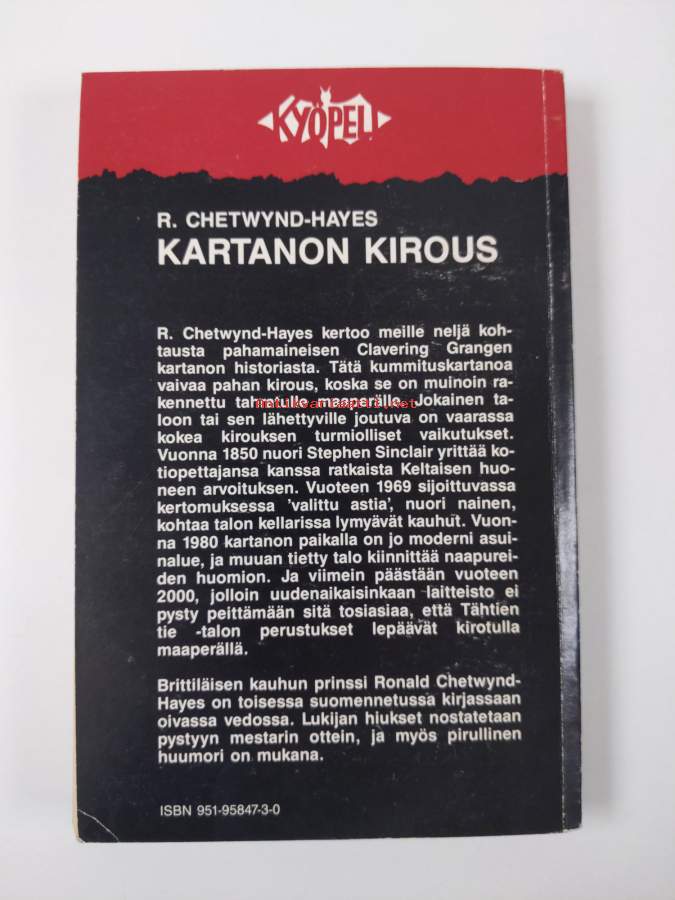 KYÖPELI
R. CHETWYND-HAYES
KARTANON KIROUS
R. Chetwynd-Hayes kertoo meille neljä koh-
tausta pahamaineisen Clavering Grangen
kartanon historiasta. Tätä kummituskartanoa
vaivaa pahan kirous, koska se on muinoin ra-
kennettu tahratulle maaperälle. Jokainen ta-
Antikvariaatti.net
loon tai sen lähettyville joutuva on vaarassa
kokea kirouksen turmiolliset vaikutukset.
Vuonna 1850 nuori Stephen Sinclair yrittää ko-
tiopettajansa kanssa ratkaista Keltaisen huo-
neen arvoituksen. Vuoteen 1969 sijoittuvassa
kertomuksessa 'valittu astia', nuori nainen,
kohtaa talon kellarissa lymyävät kauhut. Vuon-
na 1980 kartanon paikalla on jo moderni asui-
nalue, ja muuan tietty talo kiinnittää naapurei-
den huomion. Ja viimein päästään vuoteen
2000, jolloin uudenaikaisinkaan laitteisto ei
pysty peittämään sitä tosiasiaa, että Tähtien
tie -talon perustukset lepäävät kirotulla
maaperällä.
Brittiläisen kauhun prinssi Ronald Chetwynd-
Hayes on toisessa suomennetussa kirjassaan
oivassa vedossa. Lukijan hiukset nostatetaan
pystyyn mestarin ottein, ja myös pirullinen
huumori on mukana.
ISBN 951-95847-3-0